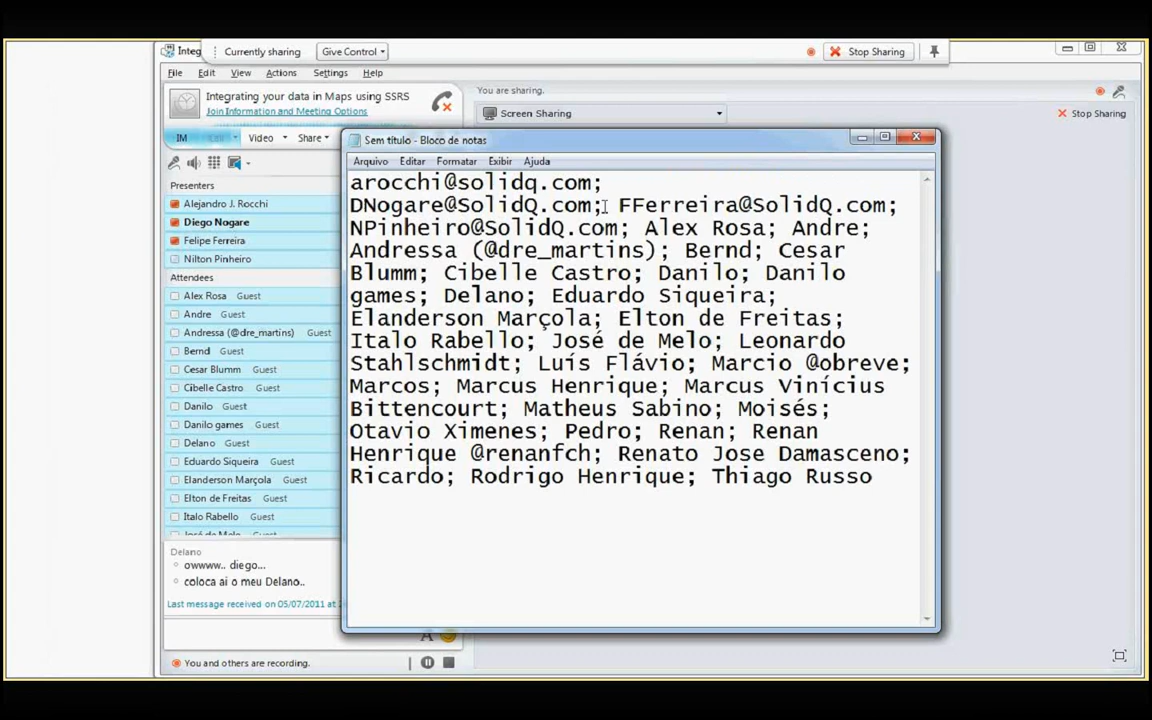 Integ
Currently sharing
Give Control
Stop Sharing
File Edit View Actions Settings Help
Integrating your data in Maps using SSRS
Join Information and Meeting Options
You are sharing.
Screen Sharing
Stop Sharing
IM
Video
Share
Presenters
Alejandro J. Rocchi
Diego Nogare
Felipe Ferreira
Nilton Pinheiro
Attendees
Alex Rosa Guest
Andre Guest
Andressa (@dre_martins) Guest
Bernd Guest
Cesar Blumm Guest
Cibelle Castro Guest
Danilo Guest
Danilo games Guest
Delano Guest
Eduardo Siqueira Guest
Elanderson Marçola Guest
Elton de Freitas Guest
Italo Rabello Guest
José de Melo Guest
Delano
owwww.. diego...
coloca ai o meu Delano..
Last message received on 05/07/2011 at
You and others are recording.
Sem título - Bloco de notas
Arquivo Editar Formatar Exibir Ajuda
arocchi@solidq.com;
DNogare@SolidQ.com; FFerreira@SolidQ.com;
NPinheiro@SolidQ.com; Alex Rosa; Andre;
Andressa (@dre_martins); Bernd; Cesar
Blumm; Cibelle Castro; Danilo; Danilo
games; Delano; Eduardo Siqueira;
Elanderson Marçola; Elton de Freitas;
Italo Rabello; José de Melo; Leonardo
Stahlschmidt; Luís Flávio; Marcio @obreve;
Marcos; Marcus Henrique; Marcus Vinícius
Bittencourt; Matheus Sabino; Moisés;
Otavio Ximenes; Pedro; Renan; Renan
Henrique @renanfch; Renato Jose Damasceno;
Ricardo; Rodrigo Henrique; Thiago Russo